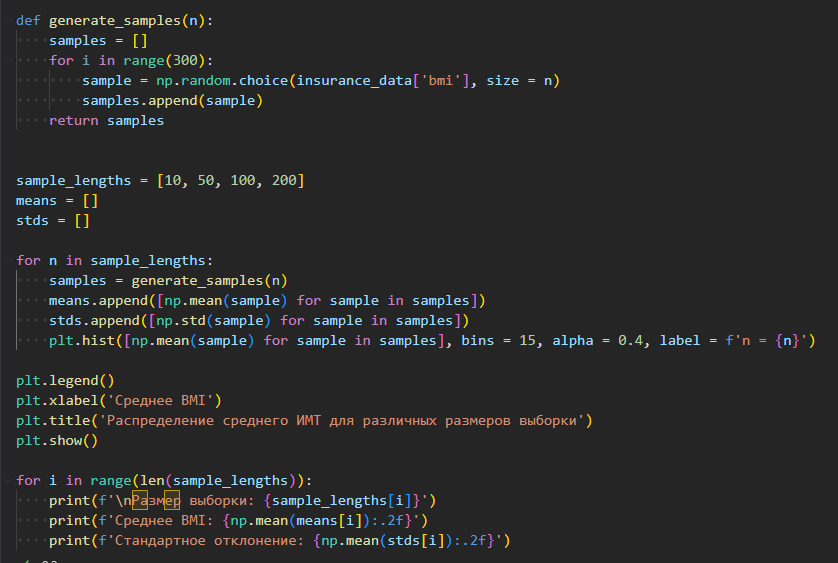 def generate_samples(n):
    samples = []
    for i in range(300):
        sample = np.random.choice(insurance_data['bmi'], size = n)
        samples.append(sample)
    return samples
sample_lengths = [10, 50, 100, 200]
means = []
stds = []
for n in sample_lengths:
    samples = generate_samples(n)
    means.append([np.mean(sample) for sample in samples])
    stds.append([np.std(sample) for sample in samples])
    plt.hist([np.mean(sample) for sample in samples], bins = 15, alpha = 0.4, label = f'n = {n}')
plt.legend()
plt.xlabel('Среднее BMI')
plt.title('Распределение среднего ИМТ для различных размеров выборки')
plt.show()
for i in range(len(sample_lengths)):
    print(f'\nРазмер выборки: {sample_lengths[i]}')
    print(f'Среднее BMI: {np.mean(means[i]):.2f}')
    print(f'Стандартное отклонение: {np.mean(stds[i]):.2f}')